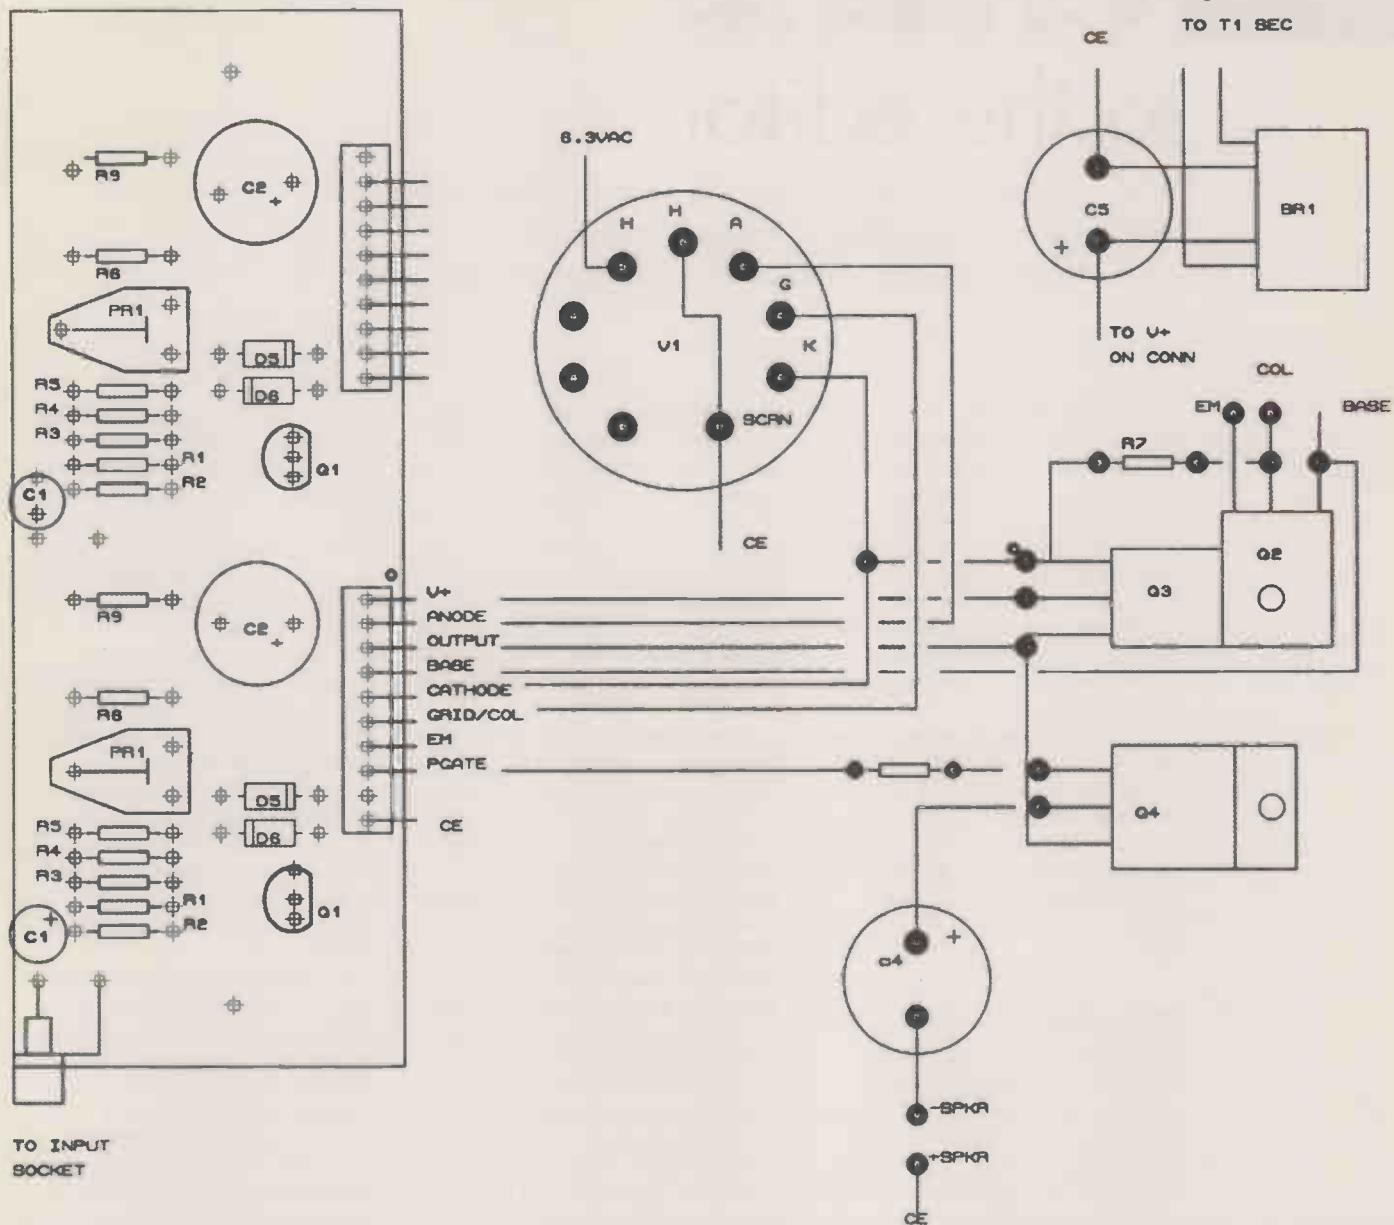 TO T1 SEC
CE
6.3VAC
R9
C2
+
H
H
A
C5
BR1
+
R6
G
PR1
V1
K
TO V+
ON CONN
D5
COL
R5
D6
SCRN
EM
BASE
R4
R3
R7
R1
Q1
R2
C1
CE
Q2
V+
Q3
R9
ANODE
C2
+
OUTPUT
BASE
CATHODE
R6
GRID/COL
EM
PR1
PGATE
D5
Q4
R5
D6
CE
R4
R3
R1
Q1
R2
+
C1
+
C4
-SPKR
TO INPUT
SOCKET
+SPKR
CE